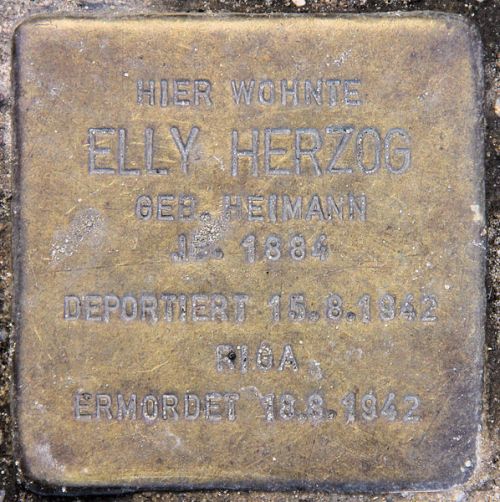 HIER WOHNTE
ELLY HERZOG
GEB. HEIMANN
JG. 1884
DEPORTIERT 15.8.1942
RIGA
ERMORDET 18.8.1942